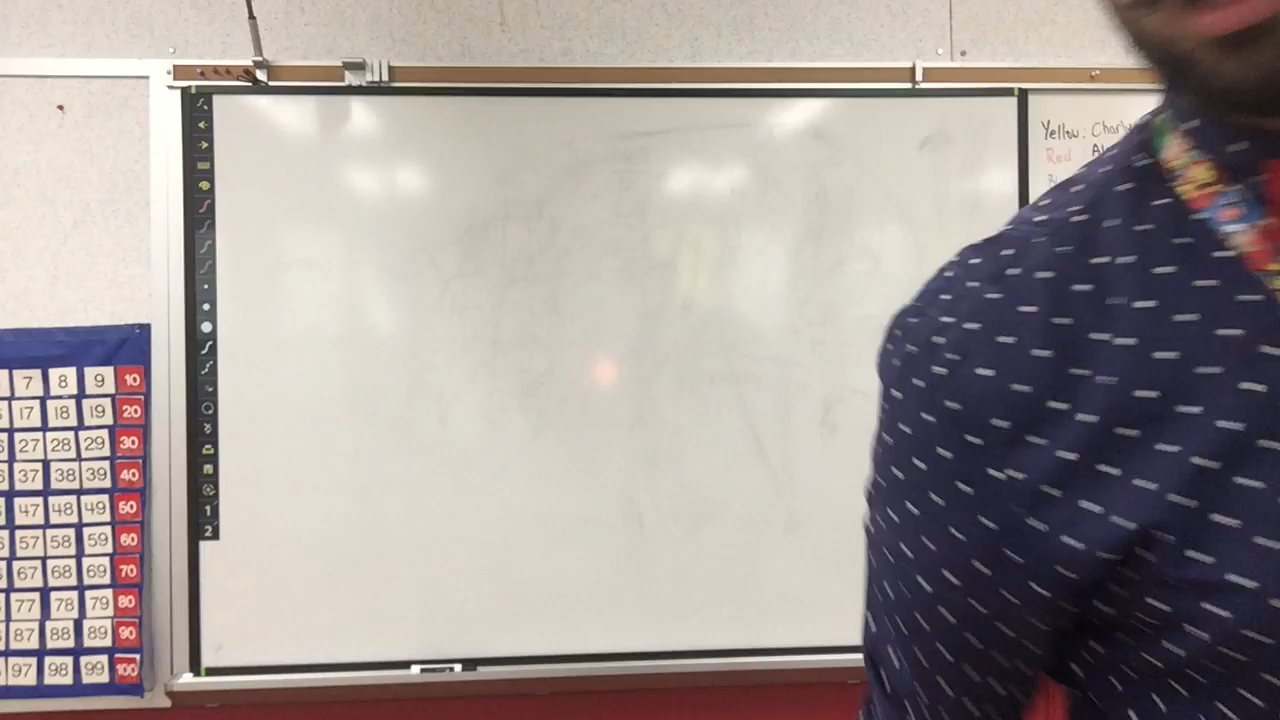 7 8 9 10
17 18 19 20
27 28 29 30
37 38 39 40
47 48 49 50
57 58 59 60
67 68 69 70
77 78 79 80
87 88 89 90
97 98 99 100
1
2
Yellow:
Red